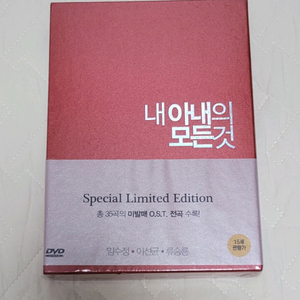 내 아내의
모든 것
Special Limited Edition
총 35곡의 미발매 O.S.T. 전곡 수록!
15세
관람가
DVD
임수정 • 이선균 • 류승룡